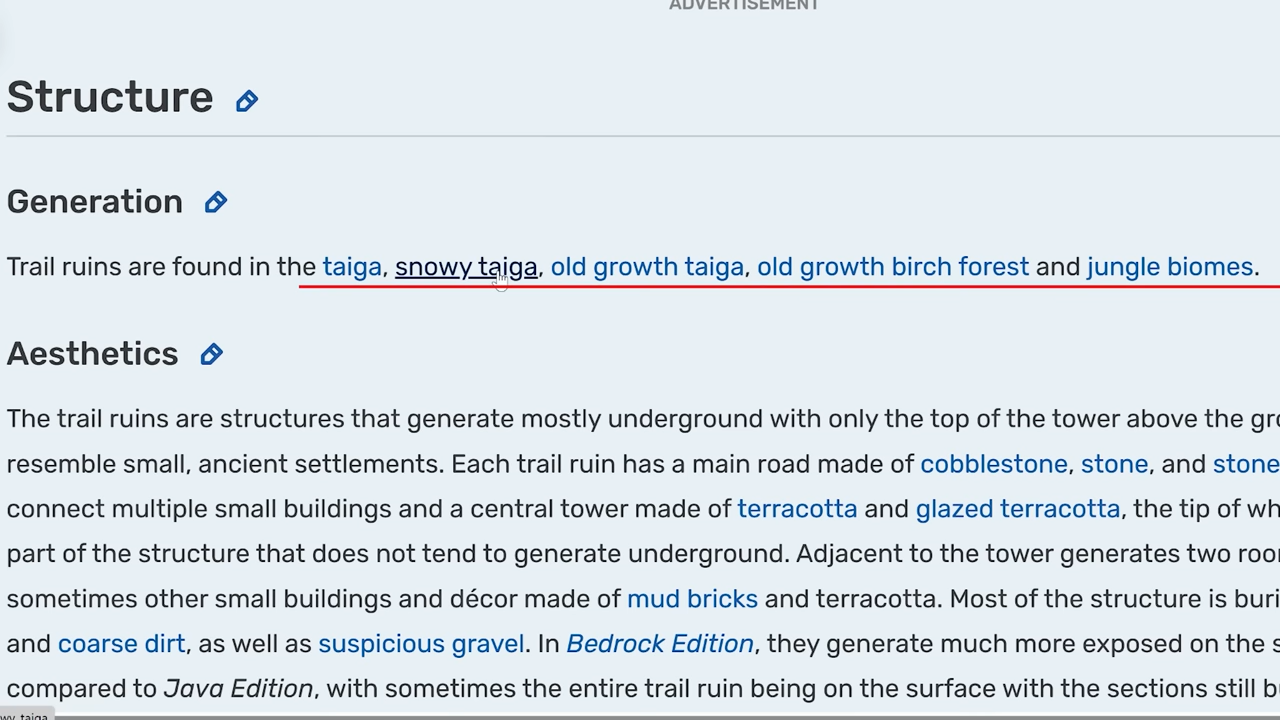 ADVERTISEMENT
Structure
Generation
Trail ruins are found in the taiga, snowy taiga, old growth taiga, old growth birch forest and jungle biomes.
Aesthetics
The trail ruins are structures that generate mostly underground with only the top of the tower above the
resemble small, ancient settlements. Each trail ruin has a main road made of cobblestone, stone, and stone
connect multiple small buildings and a central tower made of terracotta and glazed terracotta, the tip of
part of the structure that does not tend to generate underground. Adjacent to the tower generates two
sometimes other small buildings and décor made of mud bricks and terracotta. Most of the structure is
and coarse dirt, as well as suspicious gravel. In Bedrock Edition, they generate much more exposed on the
compared to Java Edition, with sometimes the entire trail ruin being on the surface with the sections still